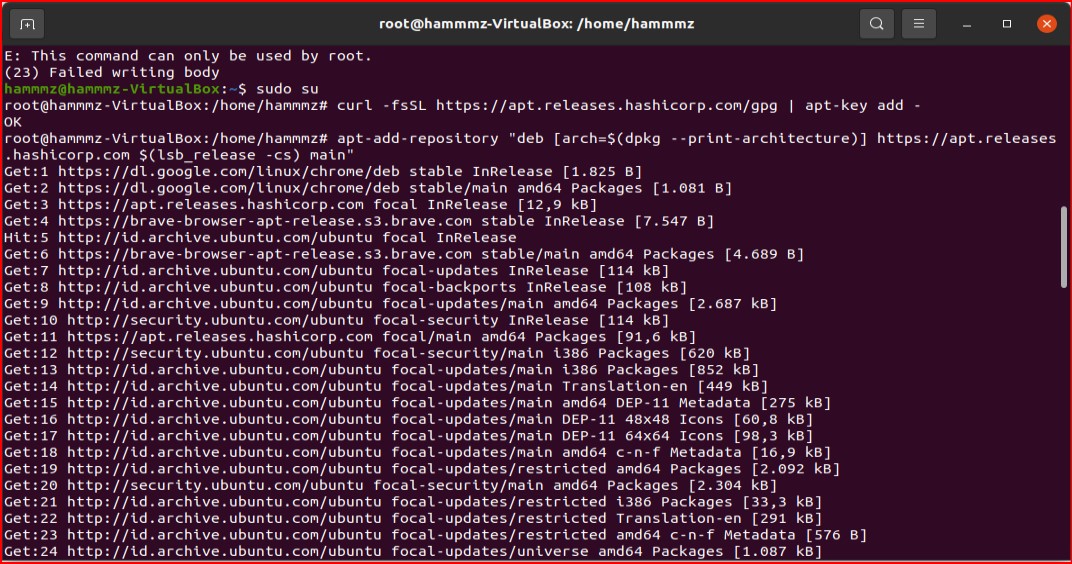 root@hammmz-VirtualBox: /home/hammmz
E: This command can only be used by root.
(23) Failed writing body
hammmz@hammmz-VirtualBox:~$ sudo su
root@hammmz-VirtualBox:/home/hammmz# curl -fsSL https://apt.releases.hashicorp.com/gpg | apt-key add -
OK
root@hammmz-VirtualBox:/home/hammmz# apt-add-repository "deb [arch=$(dpkg --print-architecture)] https://apt.releases
.hashicorp.com $(lsb_release -cs) main"
Get:1 https://dl.google.com/linux/chrome/deb stable InRelease [1.825 B]
Get:2 https://dl.google.com/linux/chrome/deb stable/main amd64 Packages [1.081 B]
Get:3 https://apt.releases.hashicorp.com focal InRelease [12,9 kB]
Get:4 https://brave-browser-apt-release.s3.brave.com stable InRelease [7.547 B]
Hit:5 http://id.archive.ubuntu.com/ubuntu focal InRelease
Get:6 https://brave-browser-apt-release.s3.brave.com stable/main amd64 Packages [4.689 B]
Get:7 http://id.archive.ubuntu.com/ubuntu focal-updates InRelease [114 kB]
Get:8 http://id.archive.ubuntu.com/ubuntu focal-backports InRelease [108 kB]
Get:9 http://id.archive.ubuntu.com/ubuntu focal-updates/main amd64 Packages [2.687 kB]
Get:10 http://security.ubuntu.com/ubuntu focal-security InRelease [114 kB]
Get:11 https://apt.releases.hashicorp.com focal/main amd64 Packages [91,6 kB]
Get:12 http://security.ubuntu.com/ubuntu focal-security/main i386 Packages [620 kB]
Get:13 http://id.archive.ubuntu.com/ubuntu focal-updates/main i386 Packages [852 kB]
Get:14 http://id.archive.ubuntu.com/ubuntu focal-updates/main Translation-en [449 kB]
Get:15 http://id.archive.ubuntu.com/ubuntu focal-updates/main amd64 DEP-11 Metadata [275 kB]
Get:16 http://id.archive.ubuntu.com/ubuntu focal-updates/main DEP-11 48x48 Icons [60,8 kB]
Get:17 http://id.archive.ubuntu.com/ubuntu focal-updates/main DEP-11 64x64 Icons [98,3 kB]
Get:18 http://id.archive.ubuntu.com/ubuntu focal-updates/main amd64 c-n-f Metadata [16,9 kB]
Get:19 http://id.archive.ubuntu.com/ubuntu focal-updates/restricted amd64 Packages [2.092 kB]
Get:20 http://security.ubuntu.com/ubuntu focal-security/main amd64 Packages [2.304 kB]
Get:21 http://id.archive.ubuntu.com/ubuntu focal-updates/restricted i386 Packages [33,3 kB]
Get:22 http://id.archive.ubuntu.com/ubuntu focal-updates/restricted Translation-en [291 kB]
Get:23 http://id.archive.ubuntu.com/ubuntu focal-updates/restricted amd64 c-n-f Metadata [576 B]
Get:24 http://id.archive.ubuntu.com/ubuntu focal-updates/universe amd64 Packages [1.087 kB]